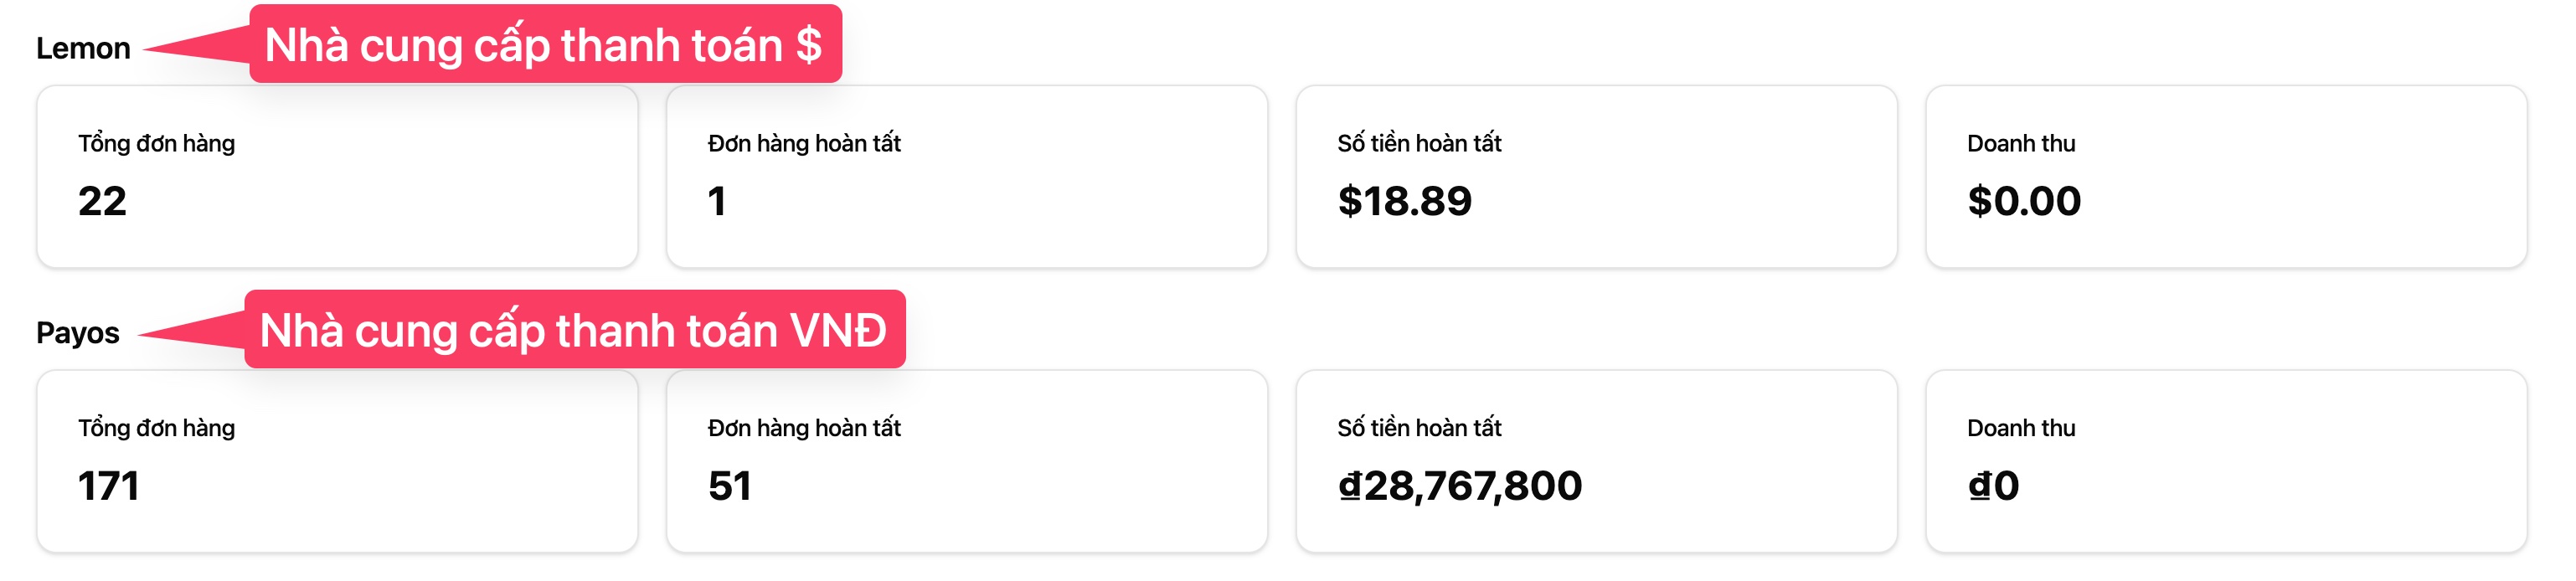 Lemon
Nhà cung cấp thanh toán $
Tổng đơn hàng
22
Đơn hàng hoàn tất
1
Số tiền hoàn tất
$18.89
Doanh thu
$0.00
Payos
Nhà cung cấp thanh toán VNĐ
Tổng đơn hàng
171
Đơn hàng hoàn tất
51
Số tiền hoàn tất
₫28,767,800
Doanh thu
₫0